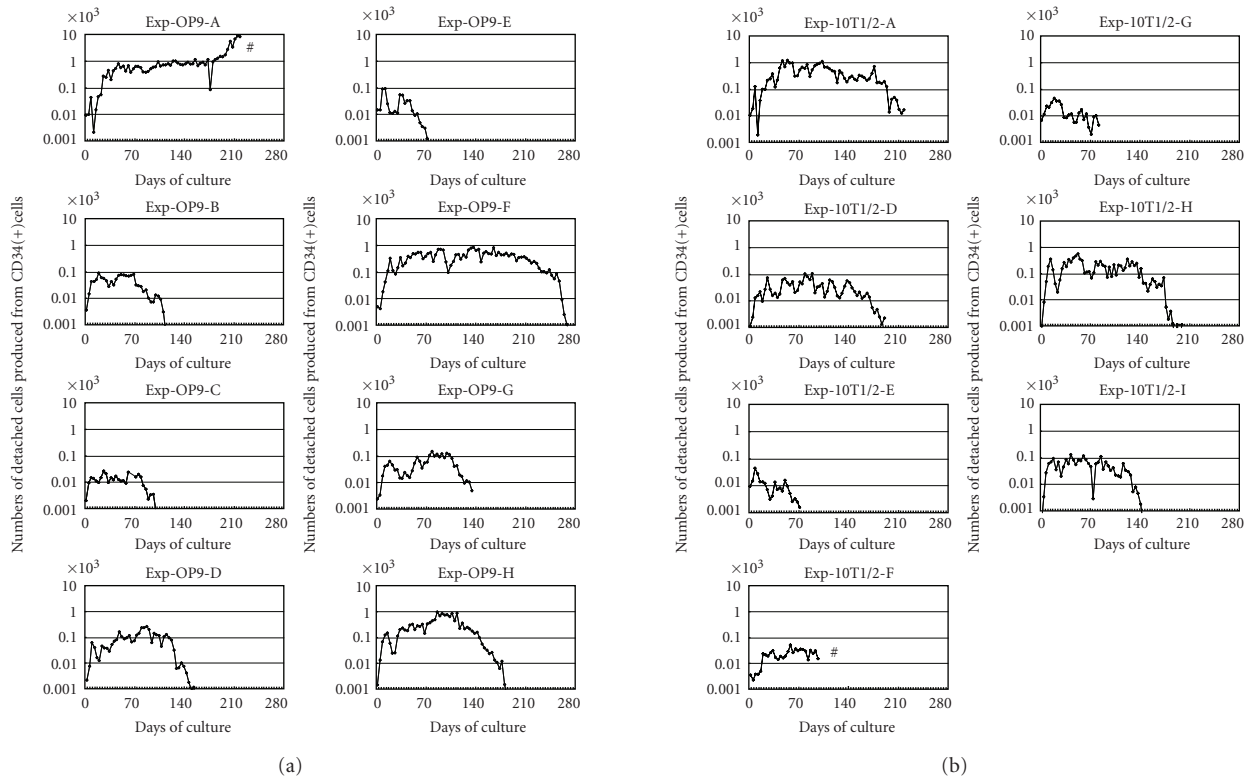 Exp-OP9-A
×10³
10
1
0.1
0.01
0.001
#
0 70 140 210 280
Days of culture
Exp-OP9-B
×10³
10
1
0.1
0.01
0.001
0 70 140 210 280
Days of culture
Exp-OP9-C
×10³
10
1
0.1
0.01
0.001
0 70 140 210 280
Days of culture
Exp-OP9-D
×10³
10
1
0.1
0.01
0.001
0 70 140 210 280
Days of culture
Numbers of detached cells produced from CD34(+)cells
Exp-OP9-E
×10³
10
1
0.1
0.01
0.001
0 70 140 210 280
Days of culture
Exp-OP9-F
×10³
10
1
0.1
0.01
0.001
0 70 140 210 280
Days of culture
Exp-OP9-G
×10³
10
1
0.1
0.01
0.001
0 70 140 210 280
Days of culture
Exp-OP9-H
×10³
10
1
0.1
0.01
0.001
0 70 140 210 280
Days of culture
Numbers of detached cells produced from CD34(+)cells
(a)
Exp-10T1/2-A
×10³
10
1
0.1
0.01
0.001
0 70 140 210 280
Days of culture
Exp-10T1/2-D
×10³
10
1
0.1
0.01
0.001
0 70 140 210 280
Days of culture
Exp-10T1/2-E
×10³
10
1
0.1
0.01
0.001
0 70 140 210 280
Days of culture
Exp-10T1/2-F
×10³
10
1
0.1
0.01
0.001
#
0 70 140 210 280
Days of culture
Numbers of detached cells produced from CD34(+)cells
Exp-10T1/2-G
×10³
10
1
0.1
0.01
0.001
0 70 140 210 280
Days of culture
Exp-10T1/2-H
×10³
10
1
0.1
0.01
0.001
0 70 140 210 280
Days of culture
Exp-10T1/2-I
×10³
10
1
0.1
0.01
0.001
0 70 140 210 280
Days of culture
Numbers of detached cells produced from CD34(+)cells
(b)